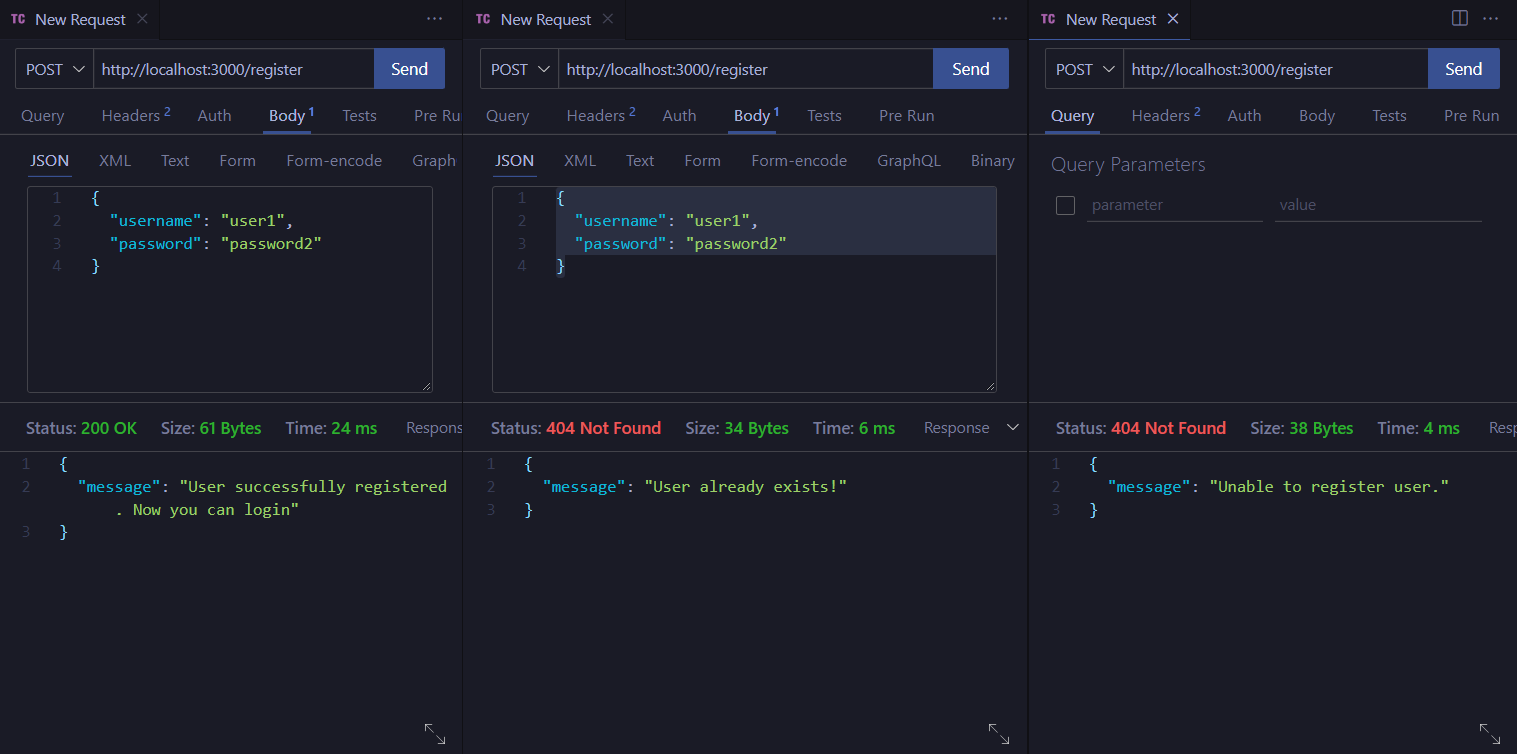 TC New Request
POST http://localhost:3000/register Send
Query Headers 2 Auth Body 1 Tests Pre Ru
JSON XML Text Form Form-encode Graph
1 {
2 "username": "user1",
3 "password": "password2"
4 }
Status: 200 OK Size: 61 Bytes Time: 24 ms Respons
1 {
2 "message": "User successfully registered
. Now you can login"
3 }
TC New Request
POST http://localhost:3000/register Send
Query Headers 2 Auth Body 1 Tests Pre Run
JSON XML Text Form Form-encode GraphQL Binary
1 {
2 "username": "user1",
3 "password": "password2"
4 }
Status: 404 Not Found Size: 34 Bytes Time: 6 ms Response
1 {
2 "message": "User already exists!"
3 }
TC New Request
POST http://localhost:3000/register Send
Query Headers 2 Auth Body Tests Pre Run
Query Parameters
parameter value
Status: 404 Not Found Size: 38 Bytes Time: 4 ms Resp
1 {
2 "message": "Unable to register user."
3 }